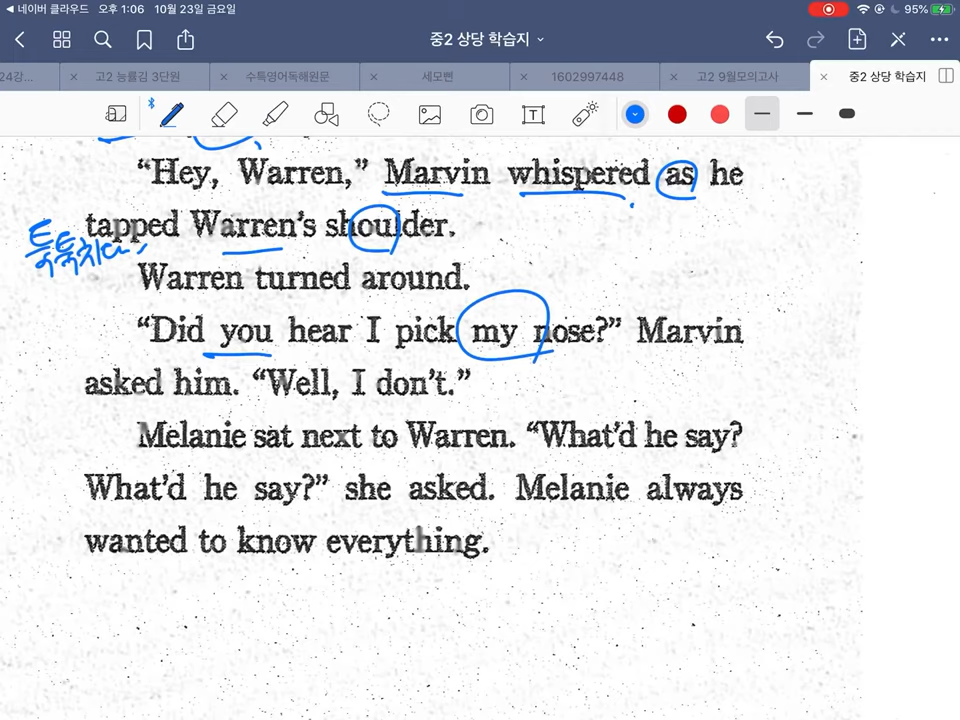 ◀ 네이버 클라우드 오후 1:06 10월 23일 금요일 95%
중2 상당 학습지
24강... 고2 능률김 3단원 수특영어독해원문 세모삔 1602997448 고2 9월모의고사 중2 상당 학습지
“Hey, Warren,” Marvin whispered as he
tapped Warren’s shoulder.
톡톡치다
Warren turned around.
“Did you hear I pick my nose?” Marvin
asked him. “Well, I don’t.”
Melanie sat next to Warren. “What’d he say?
What’d he say?” she asked. Melanie always
wanted to know everything.